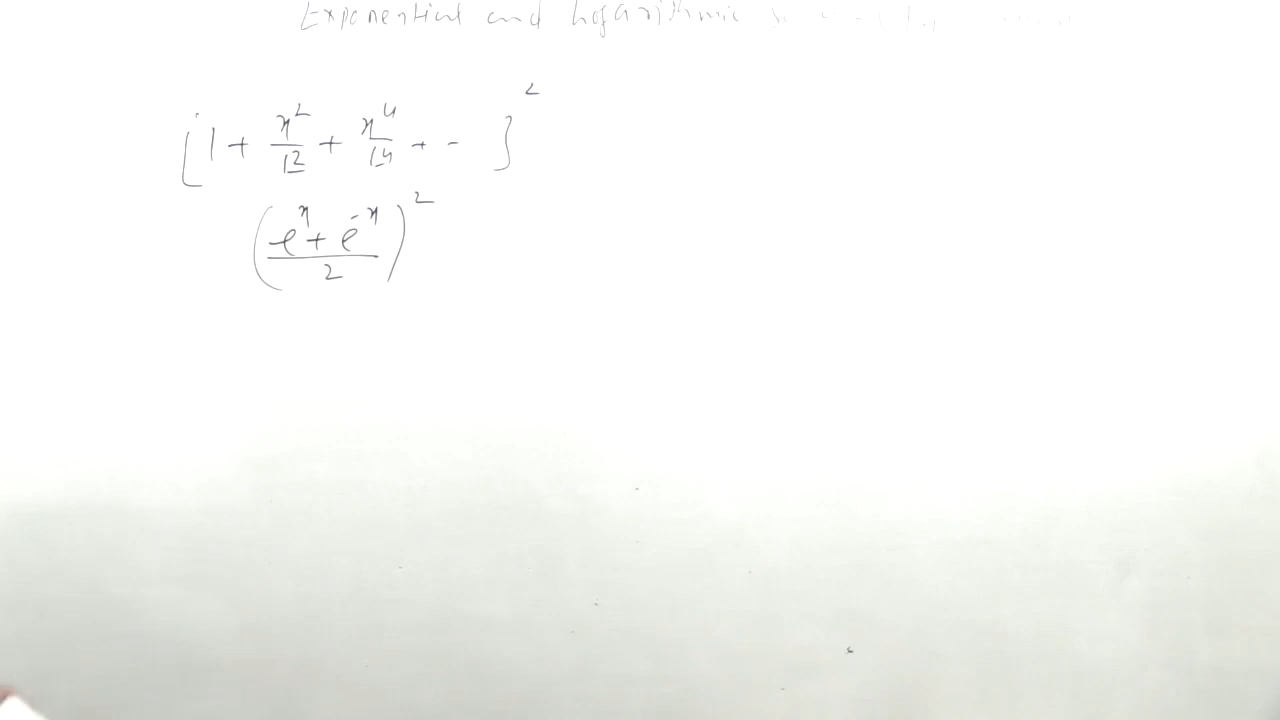 Exponential and Logarithmic
[1 + x²/∟2 + x⁴/∟4 + - ]²
((eˣ + e⁻ˣ)/2)²